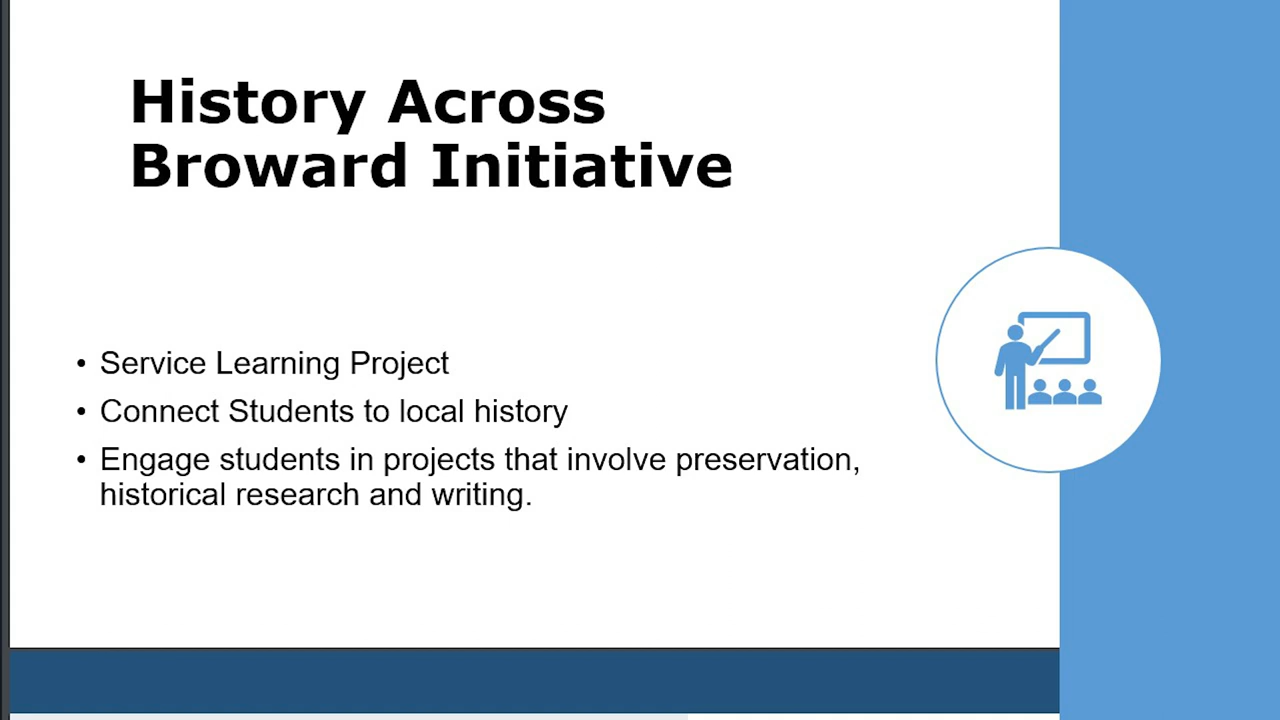 History Across
Broward Initiative
• Service Learning Project
• Connect Students to local history
• Engage students in projects that involve preservation,
historical research and writing.